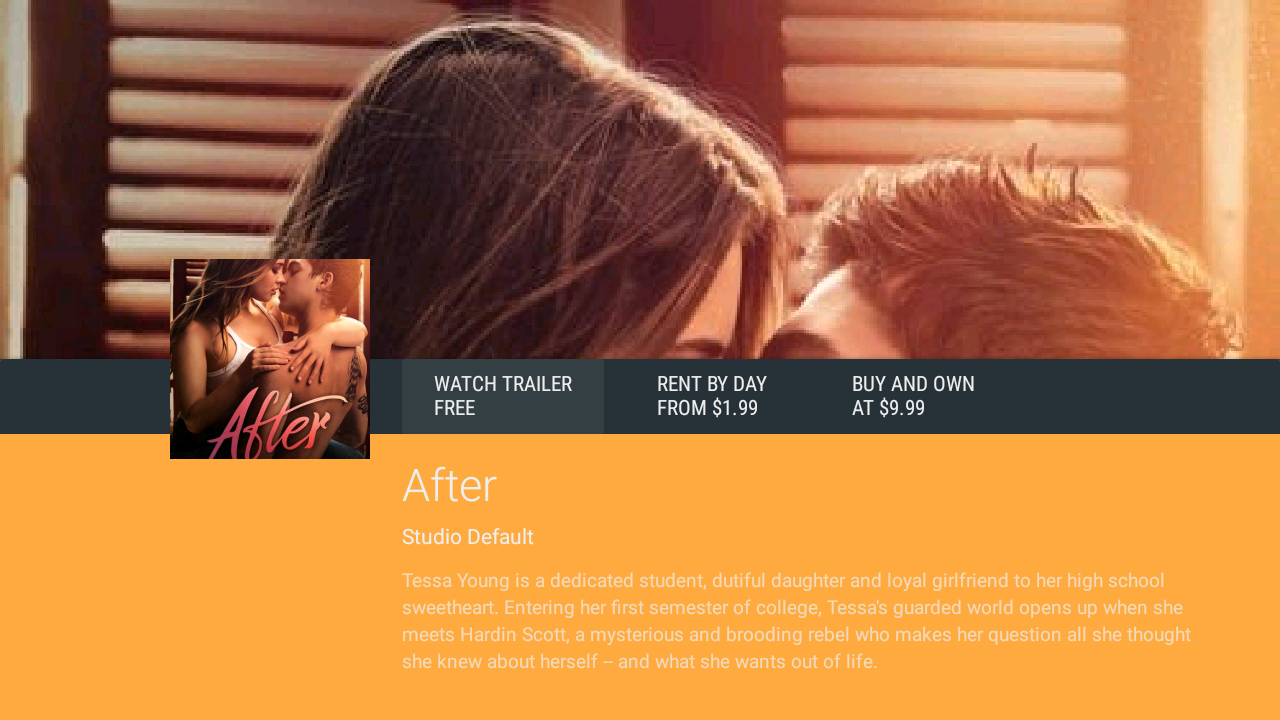 After
WATCH TRAILER
FREE
RENT BY DAY
FROM $1.99
BUY AND OWN
AT $9.99
After
Studio Default
Tessa Young is a dedicated student, dutiful daughter and loyal girlfriend to her high school
sweetheart. Entering her first semester of college, Tessa's guarded world opens up when she
meets Hardin Scott, a mysterious and brooding rebel who makes her question all she thought
she knew about herself – and what she wants out of life.